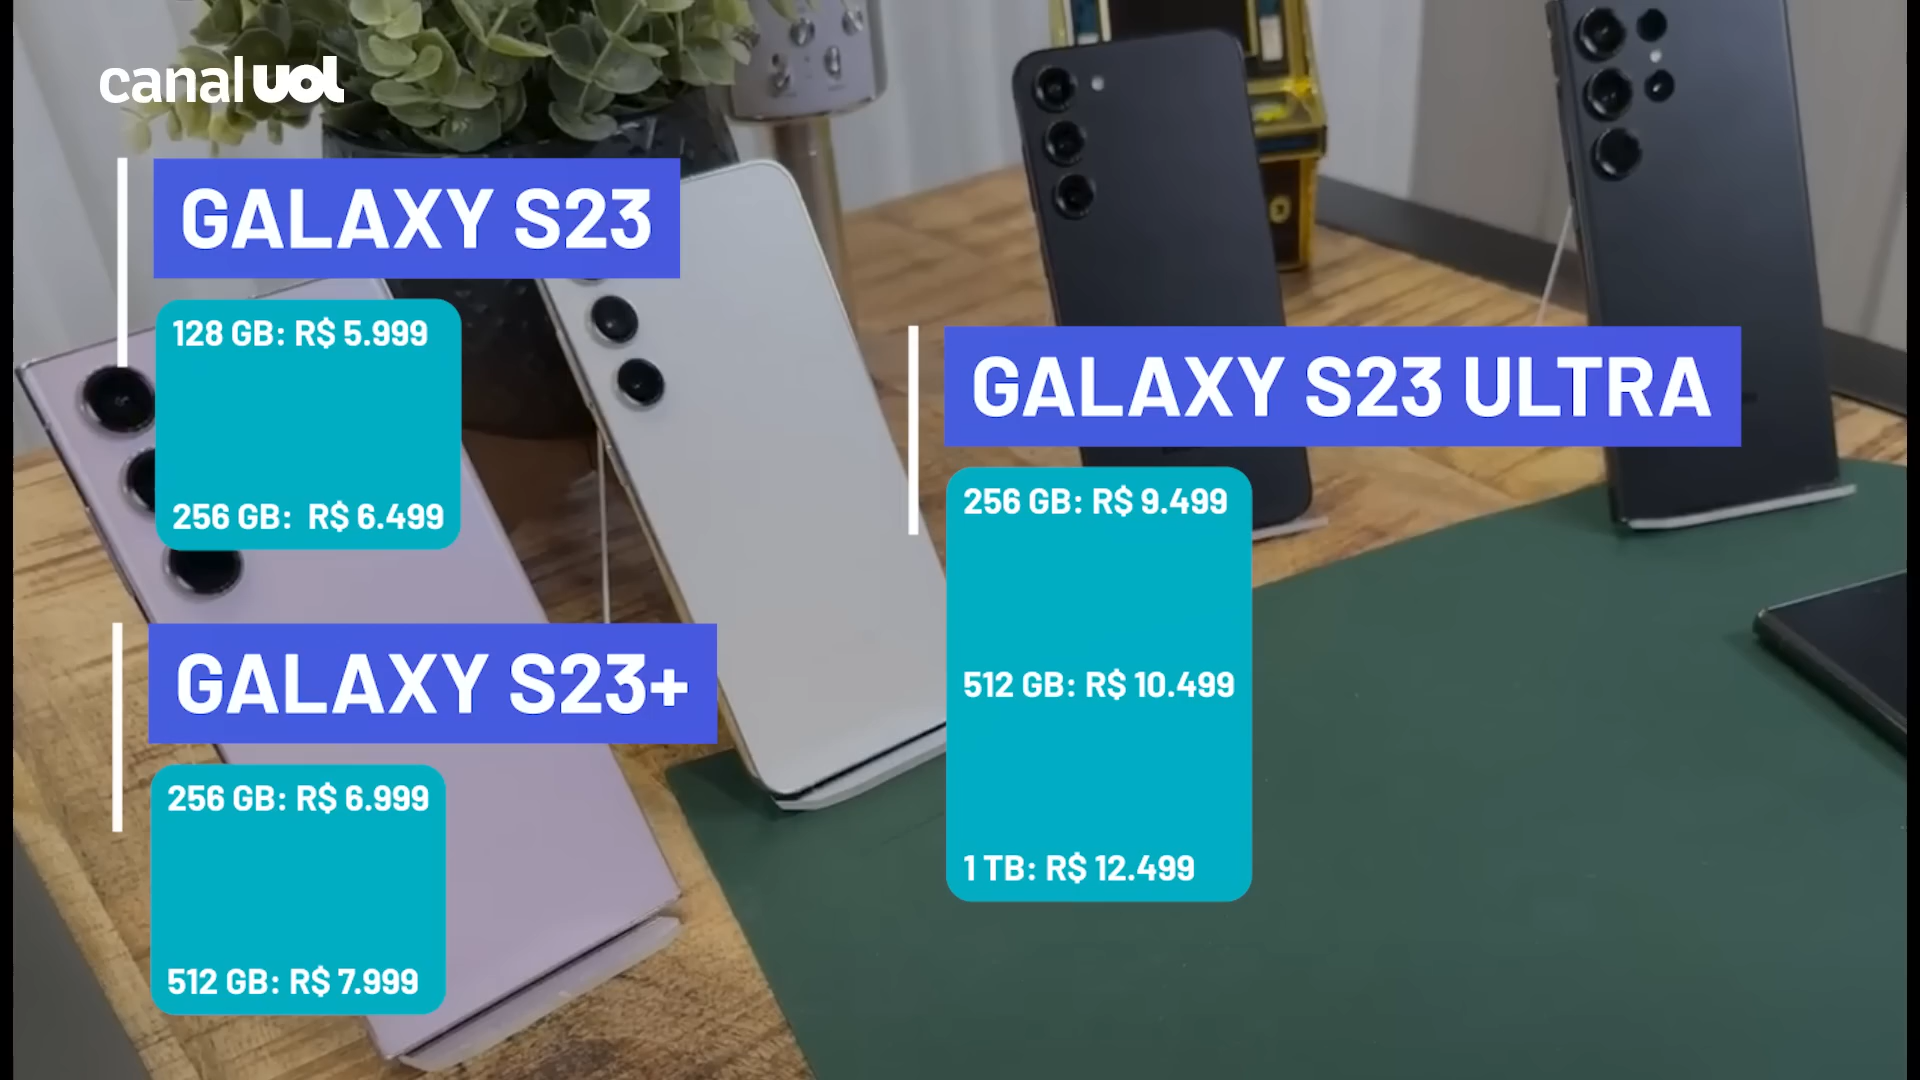 canal uol
GALAXY S23
128 GB: R$ 5.999
256 GB: R$ 6.499
GALAXY S23+
256 GB: R$ 6.999
512 GB: R$ 7.999
GALAXY S23 ULTRA
256 GB: R$ 9.499
512 GB: R$ 10.499
1 TB: R$ 12.499